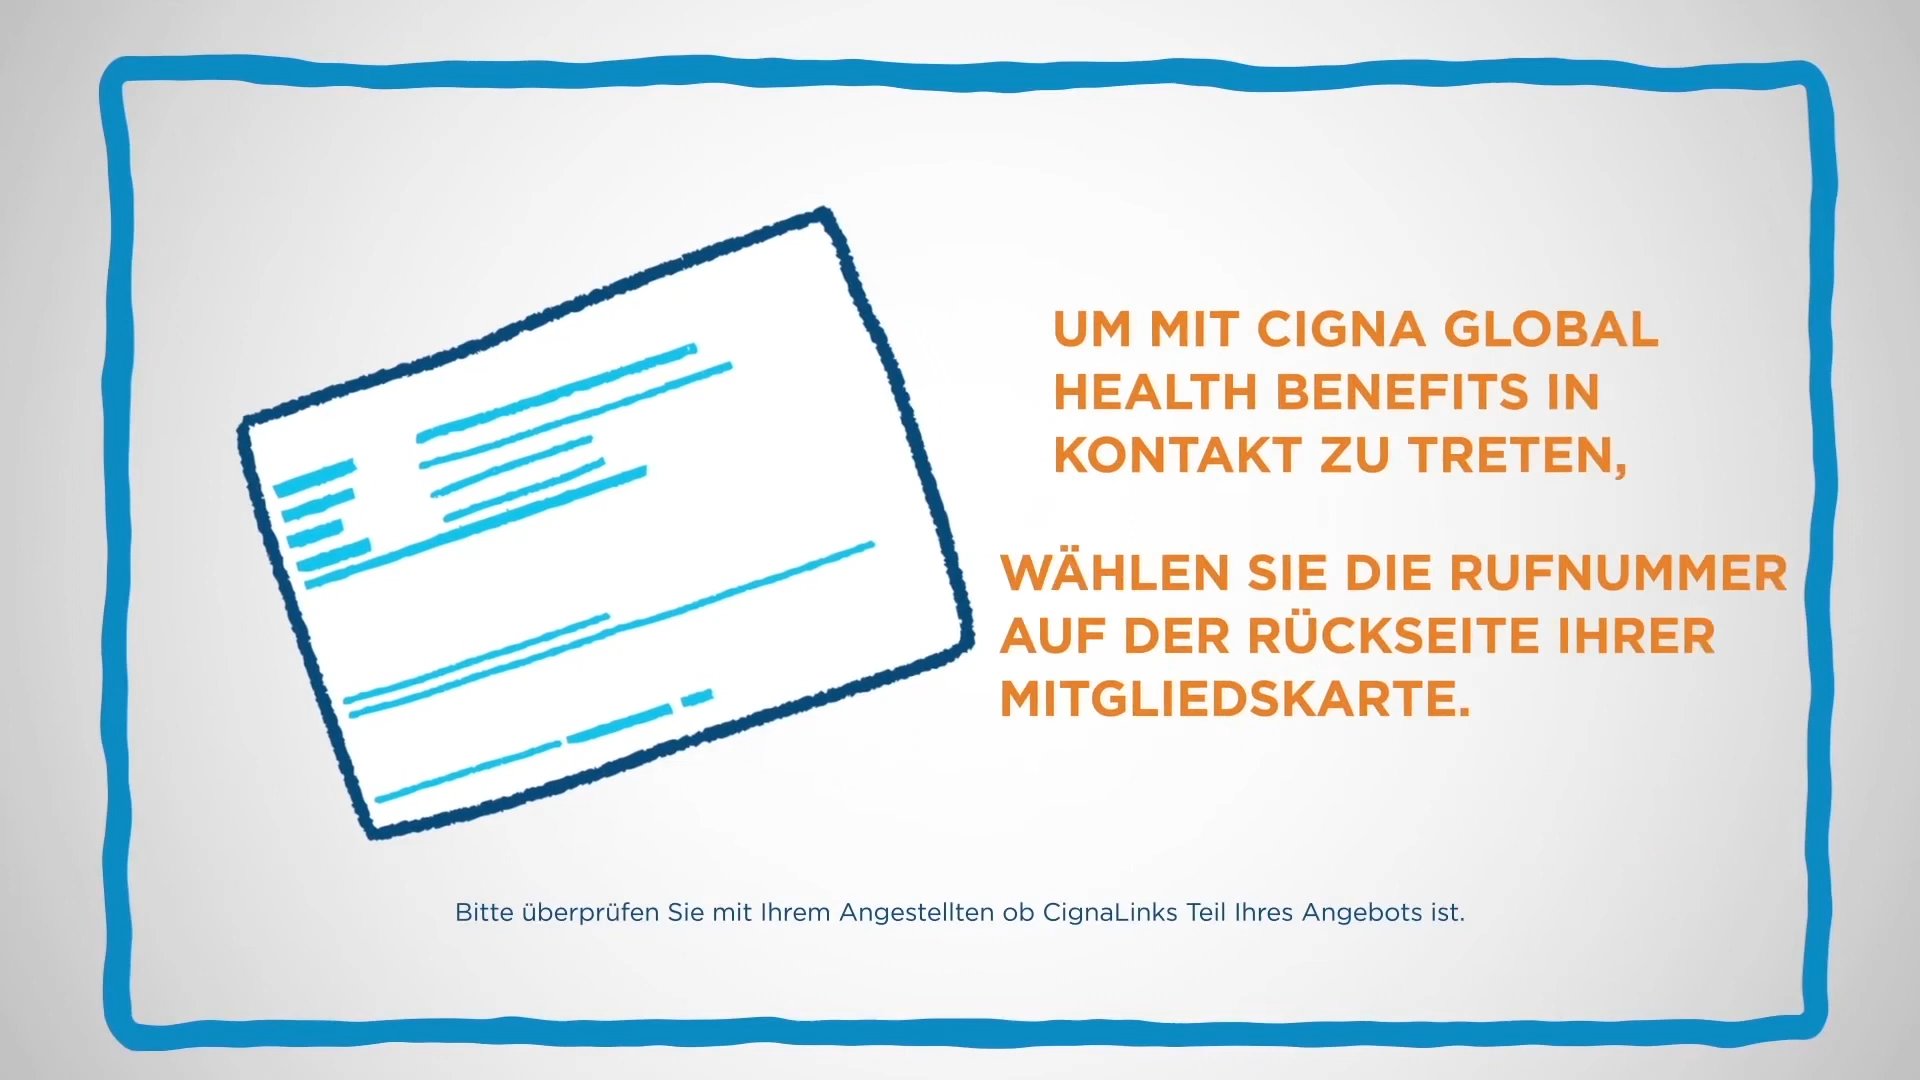 UM MIT CIGNA GLOBAL
HEALTH BENEFITS IN
KONTAKT ZU TRETEN,
WÄHLEN SIE DIE RUFNUMMER
AUF DER RÜCKSEITE IHRER
MITGLIEDSKARTE.
Bitte überprüfen Sie mit Ihrem Angestellten ob CignaLinks Teil Ihres Angebots ist.